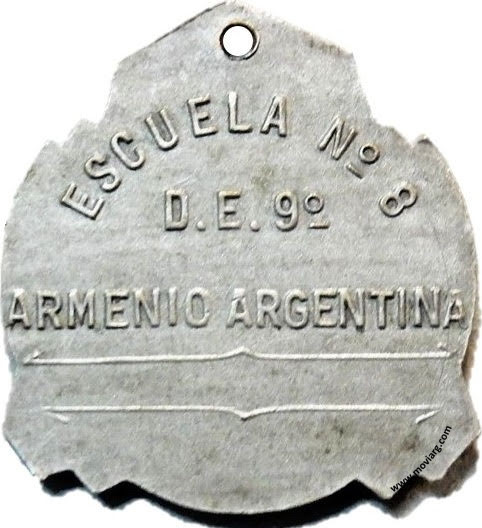 ESCUELA Nº 8
D.E. 9º
ARMENIO ARGENTINA
www.moviarg.com